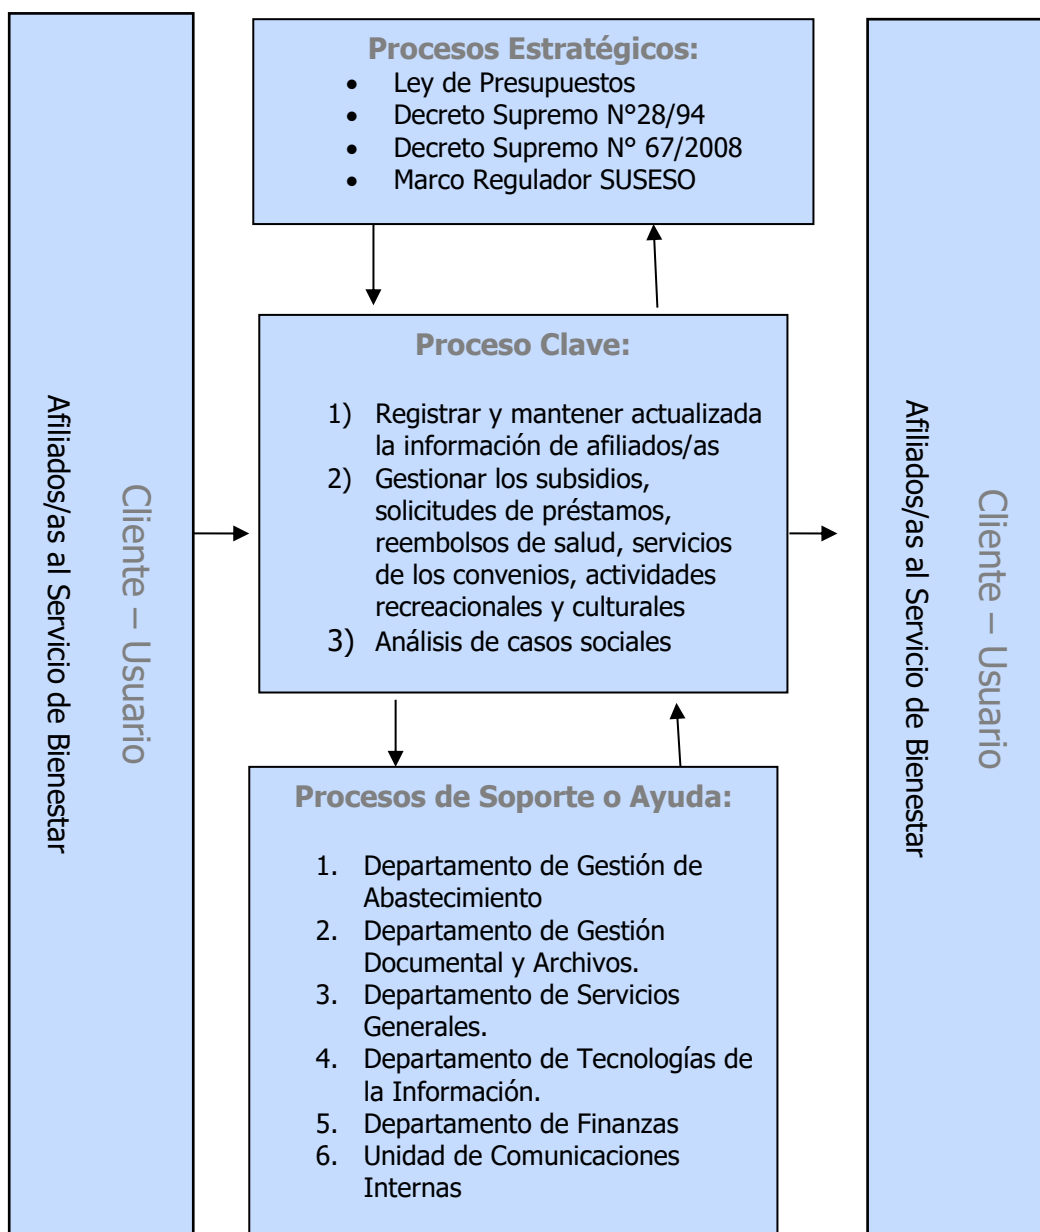 Cliente – Usuario
Afiliados/as al Servicio de Bienestar
Procesos Estratégicos:
• Ley de Presupuestos
• Decreto Supremo N°28/94
• Decreto Supremo N° 67/2008
• Marco Regulador SUSESO
Proceso Clave:
1) Registrar y mantener actualizada
la información de afiliados/as
2) Gestionar los subsidios,
solicitudes de préstamos,
reembolsos de salud, servicios
de los convenios, actividades
recreacionales y culturales
3) Análisis de casos sociales
Procesos de Soporte o Ayuda:
1. Departamento de Gestión de
Abastecimiento
2. Departamento de Gestión
Documental y Archivos.
3. Departamento de Servicios
Generales.
4. Departamento de Tecnologías de
la Información.
5. Departamento de Finanzas
6. Unidad de Comunicaciones
Internas
Cliente – Usuario
Afiliados/as al Servicio de Bienestar